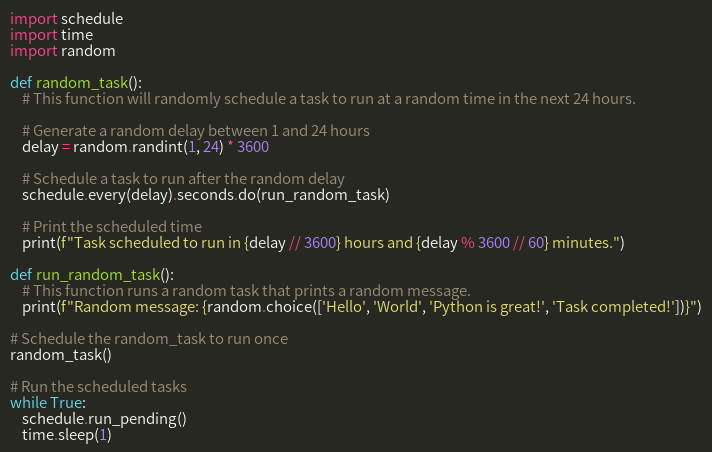 import schedule
import time
import random

def random_task():
    # This function will randomly schedule a task to run at a random time in the next 24 hours.

    # Generate a random delay between 1 and 24 hours
    delay = random.randint(1, 24) * 3600

    # Schedule a task to run after the random delay
    schedule.every(delay).seconds.do(run_random_task)

    # Print the scheduled time
    print(f"Task scheduled to run in {delay // 3600} hours and {delay % 3600 // 60} minutes.")

def run_random_task():
    # This function runs a random task that prints a random message.
    print(f"Random message: {random.choice(['Hello', 'World', 'Python is great!', 'Task completed!'])}")

# Schedule the random_task to run once
random_task()

# Run the scheduled tasks
while True:
    schedule.run_pending()
    time.sleep(1)